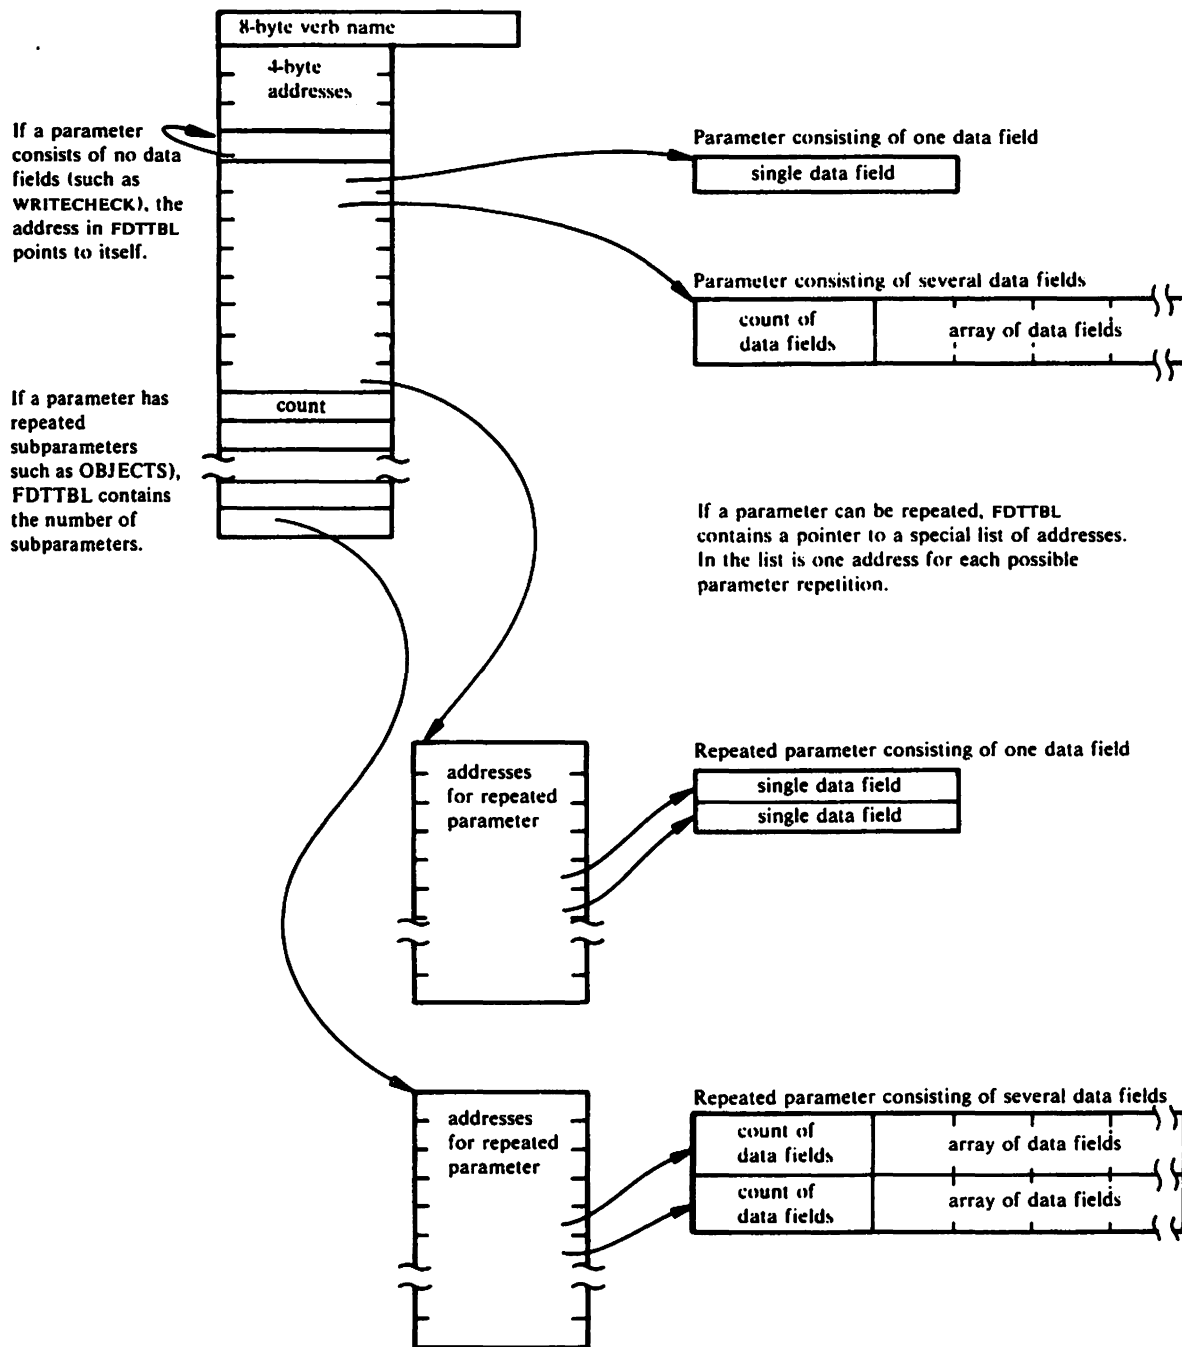 8-byte verb name
4-byte
addresses
If a parameter
consists of no data
fields (such as
WRITECHECK), the
address in FDTTBL
points to itself.
Parameter consisting of one data field
single data field
Parameter consisting of several data fields
count of
data fields
array of data fields
If a parameter has
repeated
subparameters
such as OBJECTS),
FDTTBL contains
the number of
subparameters.
count
If a parameter can be repeated, FDTTBL
contains a pointer to a special list of addresses.
In the list is one address for each possible
parameter repetition.
addresses
for repeated
parameter
Repeated parameter consisting of one data field
single data field
single data field
addresses
for repeated
parameter
Repeated parameter consisting of several data fields
count of
data fields
array of data fields
count of
data fields
array of data fields